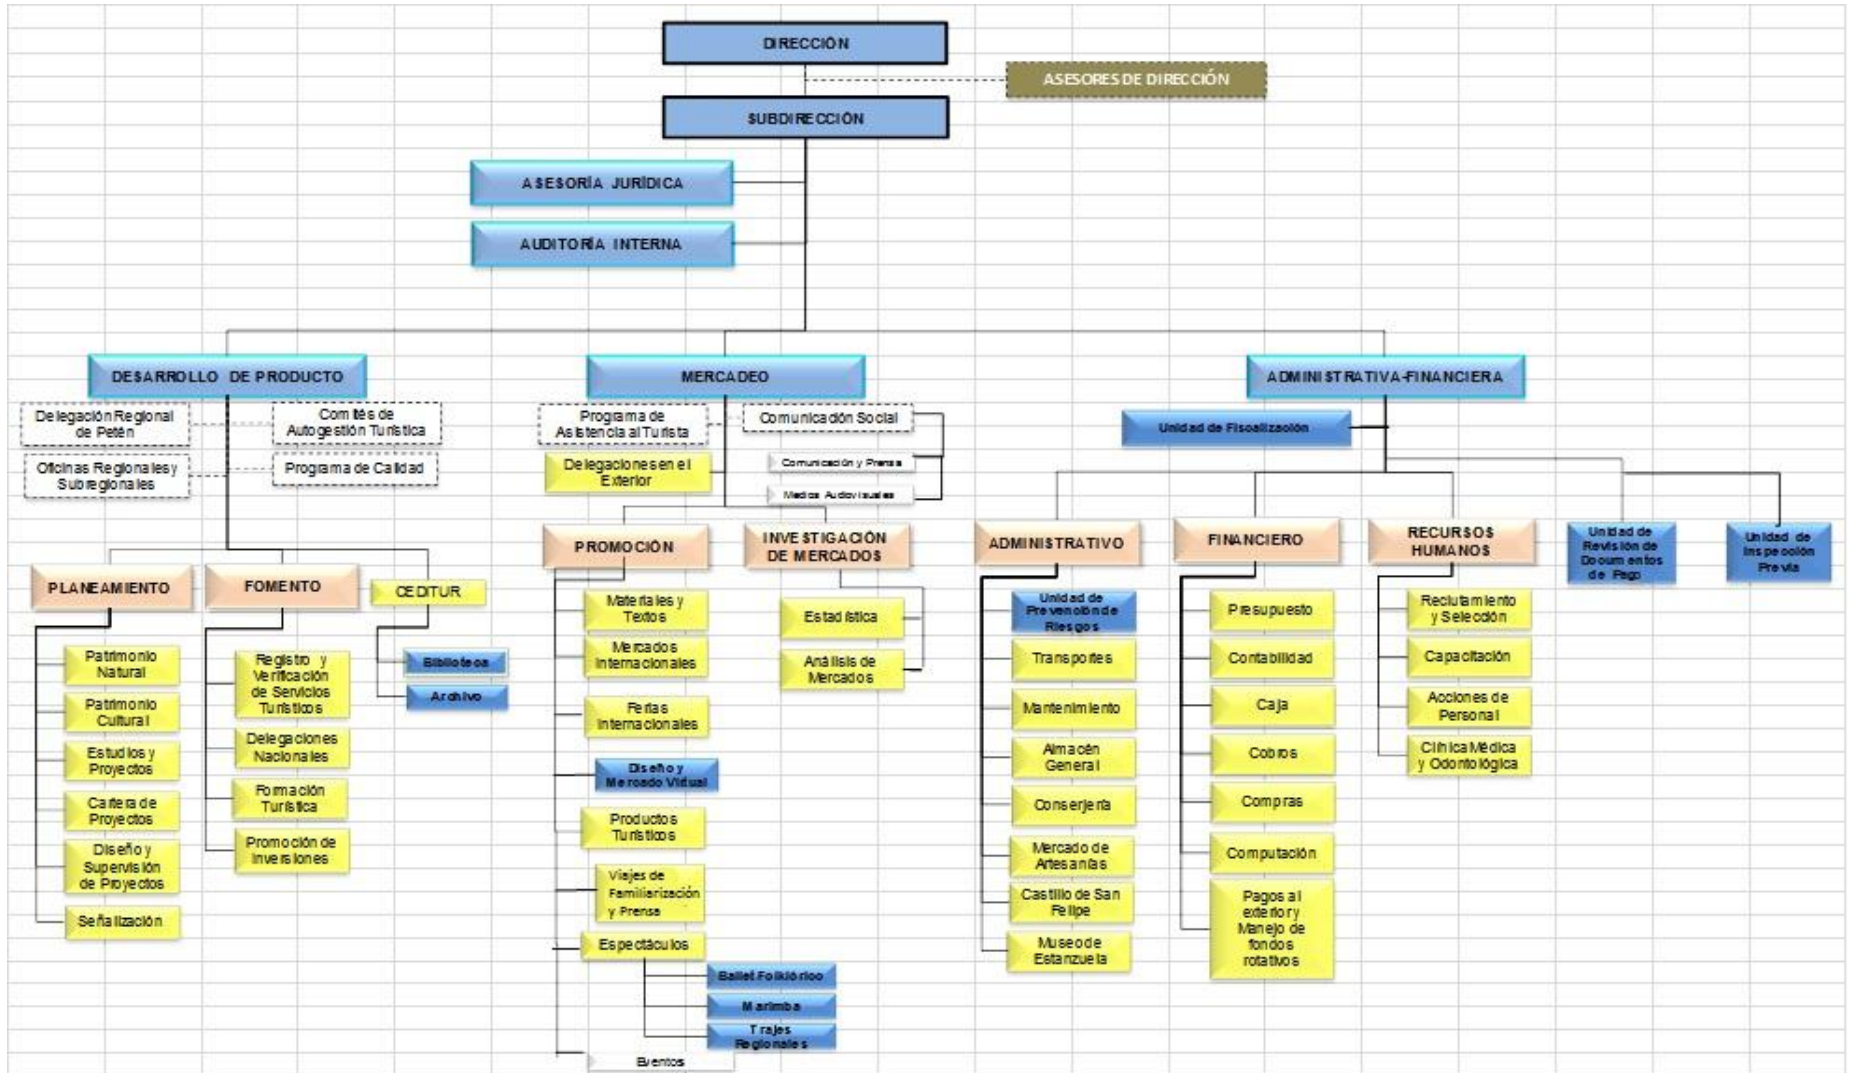 DIRECCIÓN
ASESORES DE DIRECCIÓN
SUBDIRECCIÓN
ASESORÍA JURÍDICA
AUDITORÍA INTERNA
DESARROLLO DE PRODUCTO
MERCADEO
ADMINISTRATIVA-FINANCIERA
Delegación Regional
de Petén
Comités de
Autogestión Turística
Oficinas Regionales y
Subregionales
Programa de Calidad
Programa de
Asistencia al Turista
Comunicación Social
Delegaciones en el
Exterior
Comunicación y Prensa
Medios Audiovisuales
Unidad de Fiscalización
PLANEAMIENTO
FOMENTO
CEDITUR
PROMOCIÓN
INVESTIGACIÓN
DE MERCADOS
ADMINISTRATIVO
FINANCIERO
RECURSOS
HUMANOS
Unidad de
Revisión de
Documentos
de Pago
Unidad de
Inspección
Previa
Patrimonio
Natural
Patrimonio
Cultural
Estudios y
Proyectos
Cartera de
Proyectos
Diseño y
Supervisión
de Proyectos
Señalización
Registro y
Verificación
de Servicios
Turísticos
Delegaciones
Nacionales
Formación
Turística
Promoción de
Inversiones
Biblioteca
Archivo
Materiales y
Textos
Mercados
Internacionales
Ferias
Internacionales
Diseño y
Mercado Virtual
Productos
Turísticos
Viajes de
Familiarización
y Prensa
Espectáculos
Ballet Folklórico
Marimba
Trajes
Regionales
Eventos
Estadística
Análisis de
Mercados
Unidad de
Prevención de
Riesgos
Transportes
Mantenimiento
Almacén
General
Conserjería
Mercado de
Artesanías
Castillo de San
Felipe
Museo de
Estanzuela
Presupuesto
Contabilidad
Caja
Cobros
Compras
Computación
Pagos al
exterior y
Manejo de
fondos
rotativos
Reclutamiento
y Selección
Capacitación
Acciones de
Personal
Clínica Médica
y Odontológica